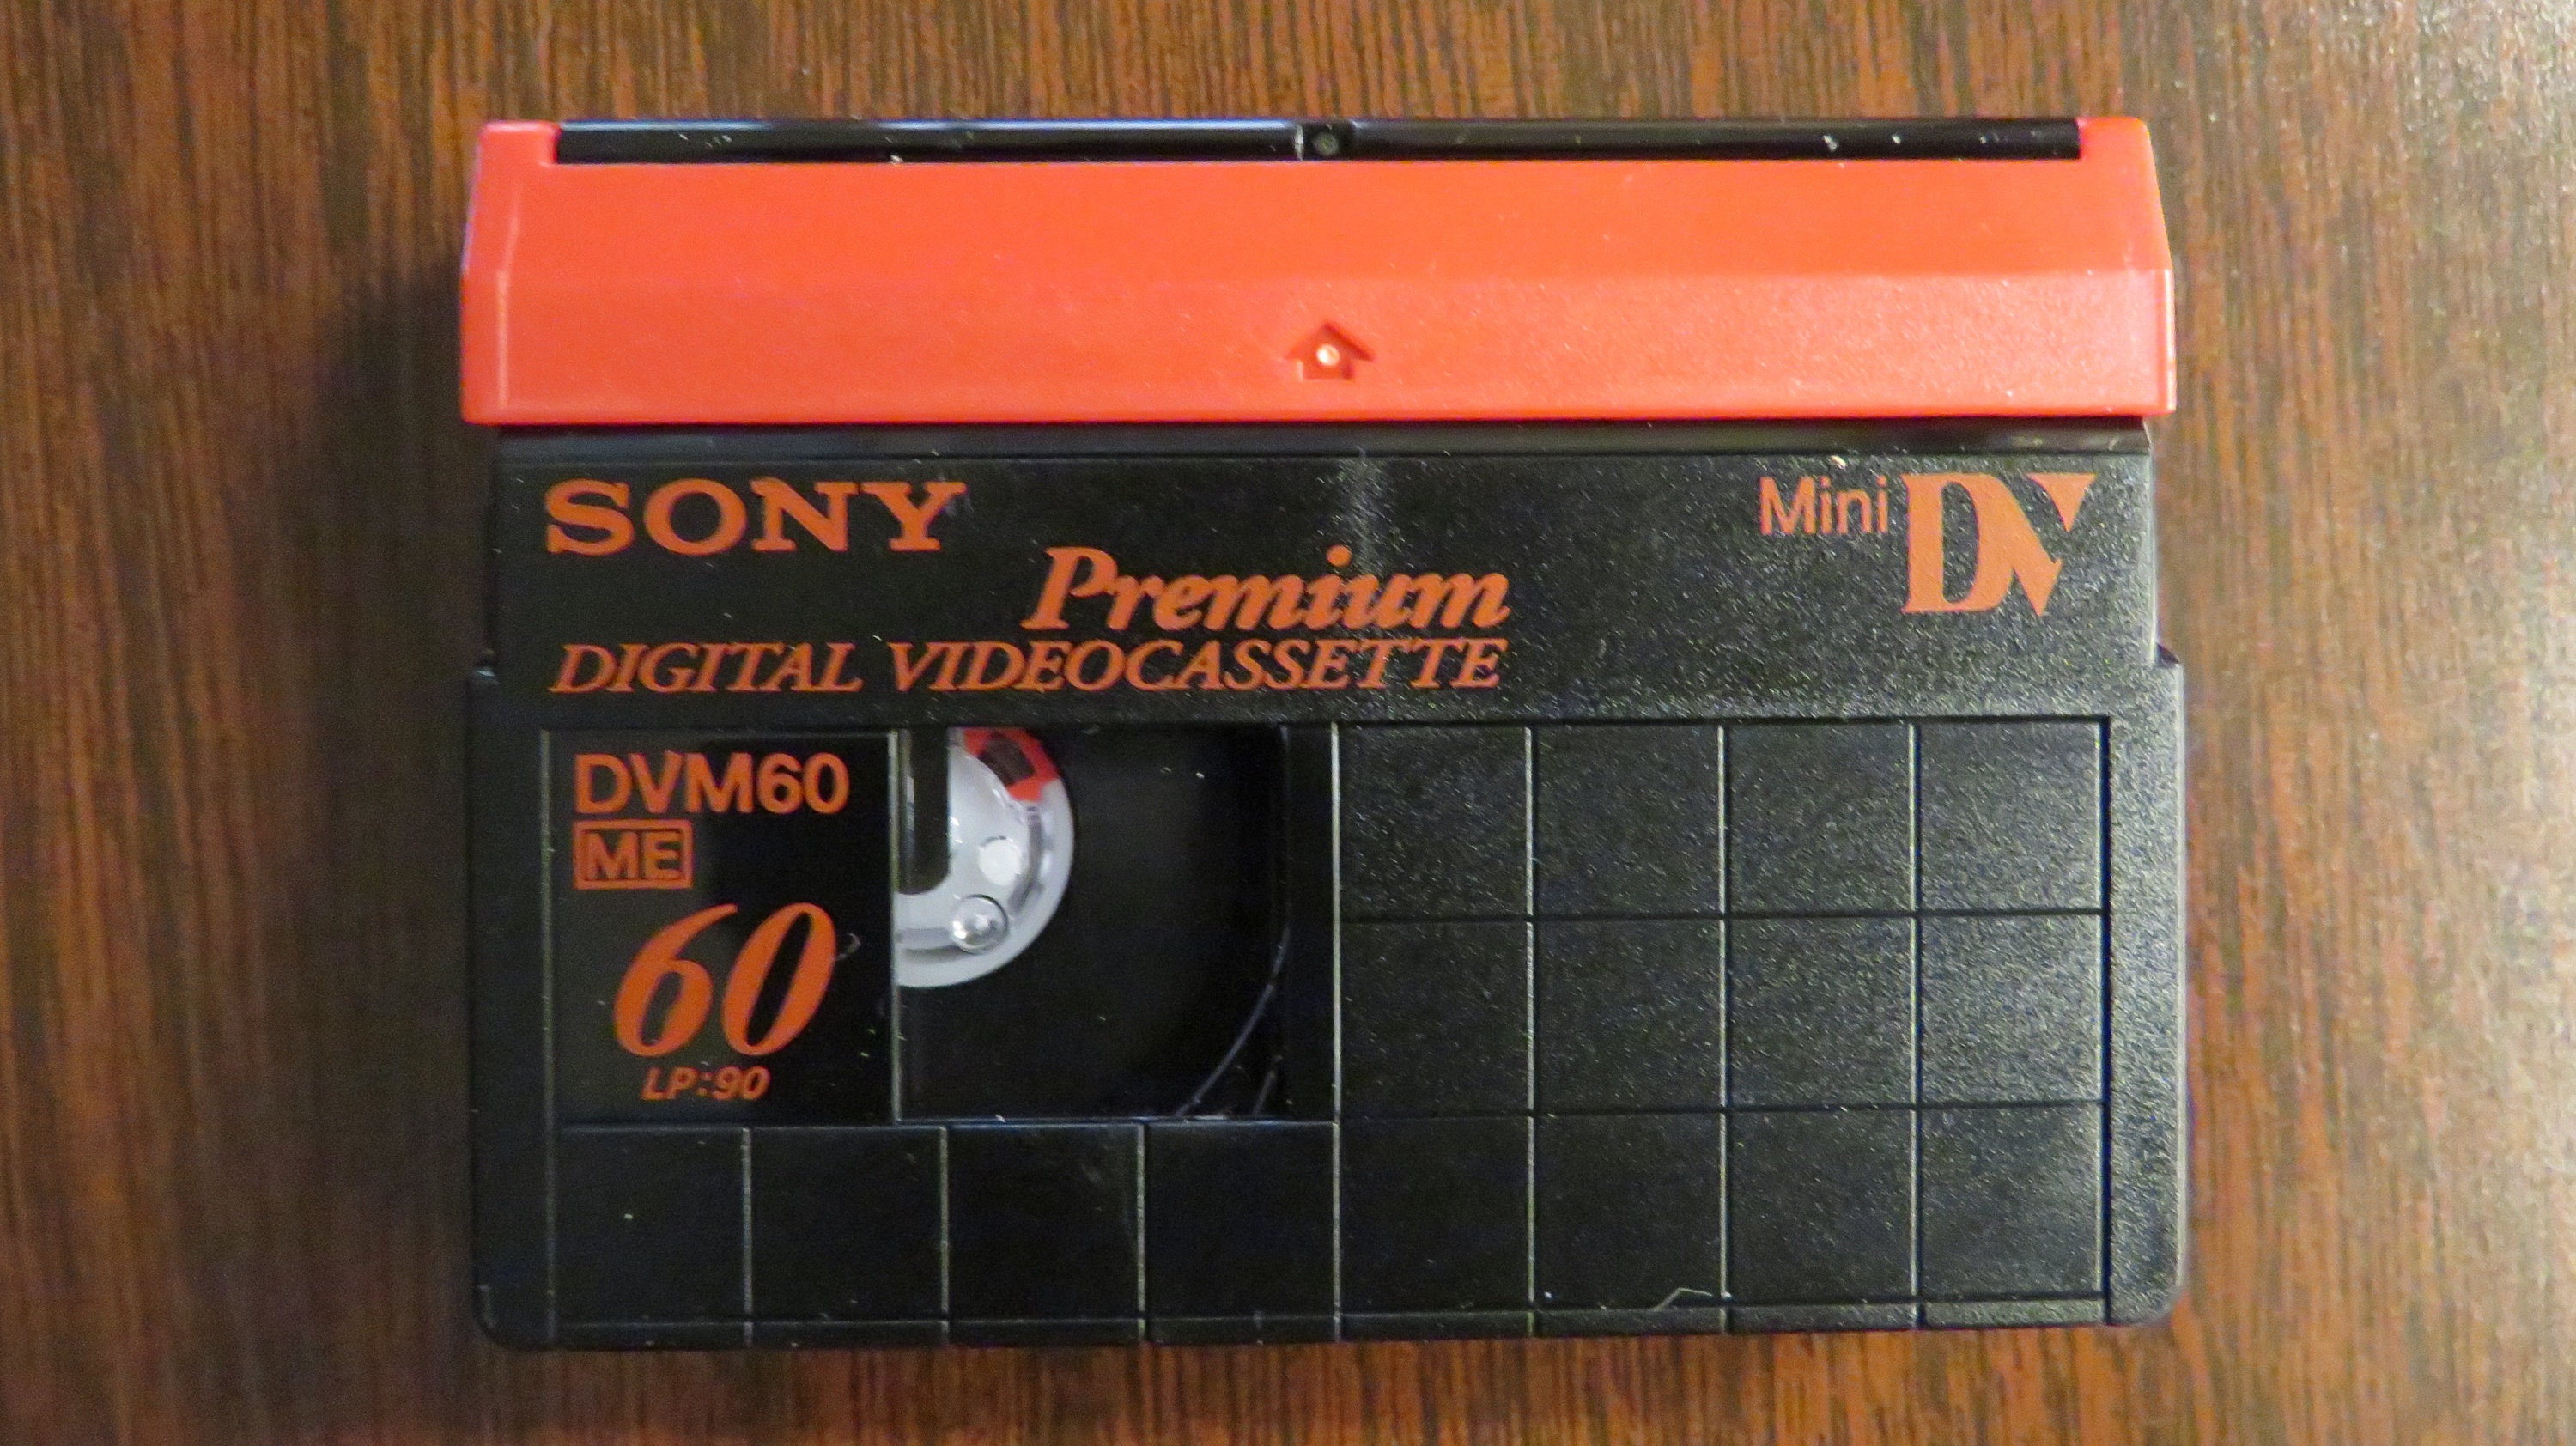 SONY
Mini DV
Premium
DIGITAL VIDEOCASSETTE
DVM60
ME
60
LP:90